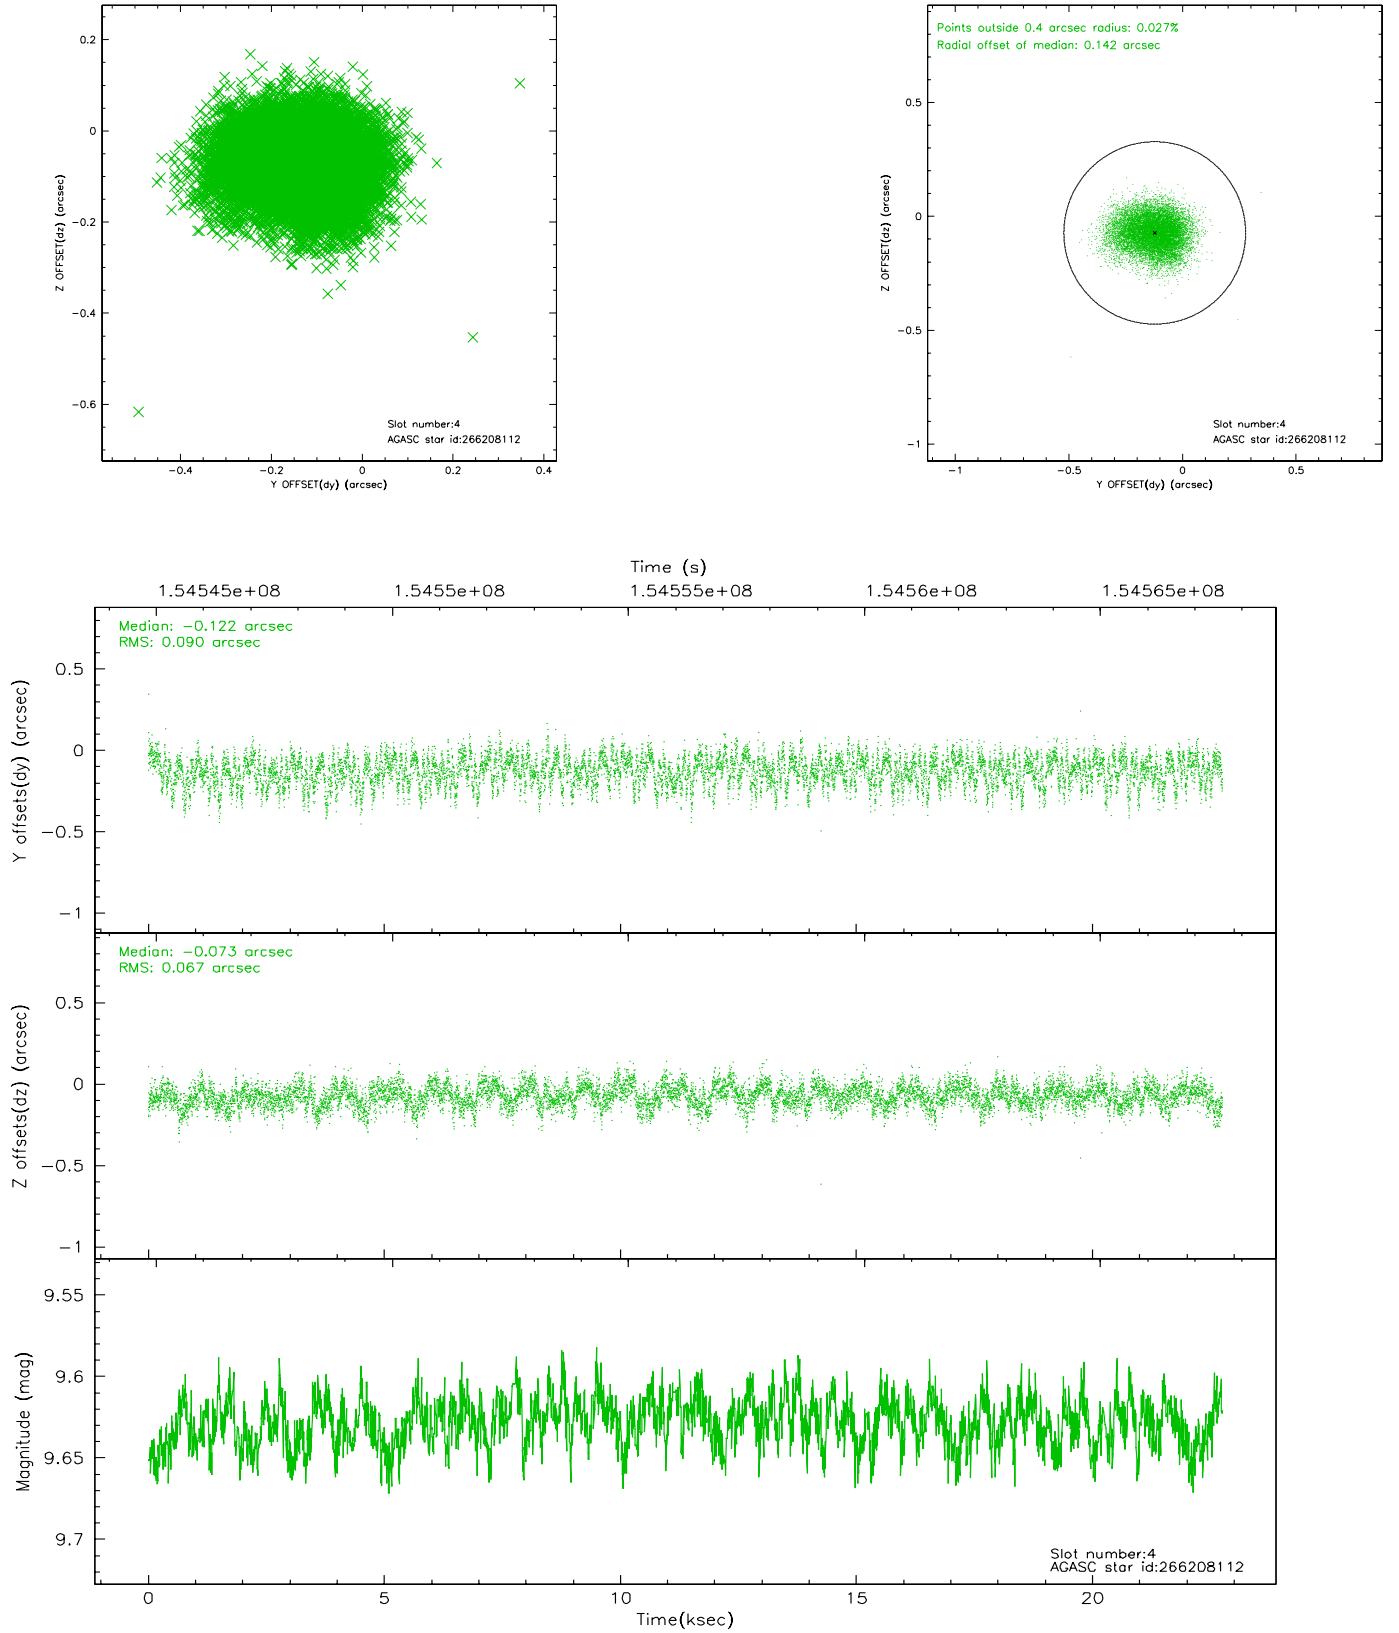 0.2
0
−0.2
−0.4
−0.6
Z OFFSET(dz) (arcsec)
Slot number:4
AGASC star id:266208112
−0.4 −0.2 0 0.2 0.4
Y OFFSET(dy) (arcsec)
Points outside 0.4 arcsec radius: 0.027%
Radial offset of median: 0.142 arcsec
0.5
0
−0.5
−1
Z OFFSET(dz) (arcsec)
Slot number:4
AGASC star id:266208112
−1 −0.5 0 0.5
Y OFFSET(dy) (arcsec)
Time (s)
1.54545e+08 1.5455e+08 1.54555e+08 1.5456e+08 1.54565e+08
Median: −0.122 arcsec
RMS: 0.090 arcsec
0.5
0
−0.5
−1
Y offsets(dy) (arcsec)
Median: −0.073 arcsec
RMS: 0.067 arcsec
0.5
0
−0.5
−1
Z offsets(dz) (arcsec)
9.55
9.6
9.65
9.7
Magnitude (mag)
Slot number:4
AGASC star id:266208112
0 5 10 15 20
Time(ksec)